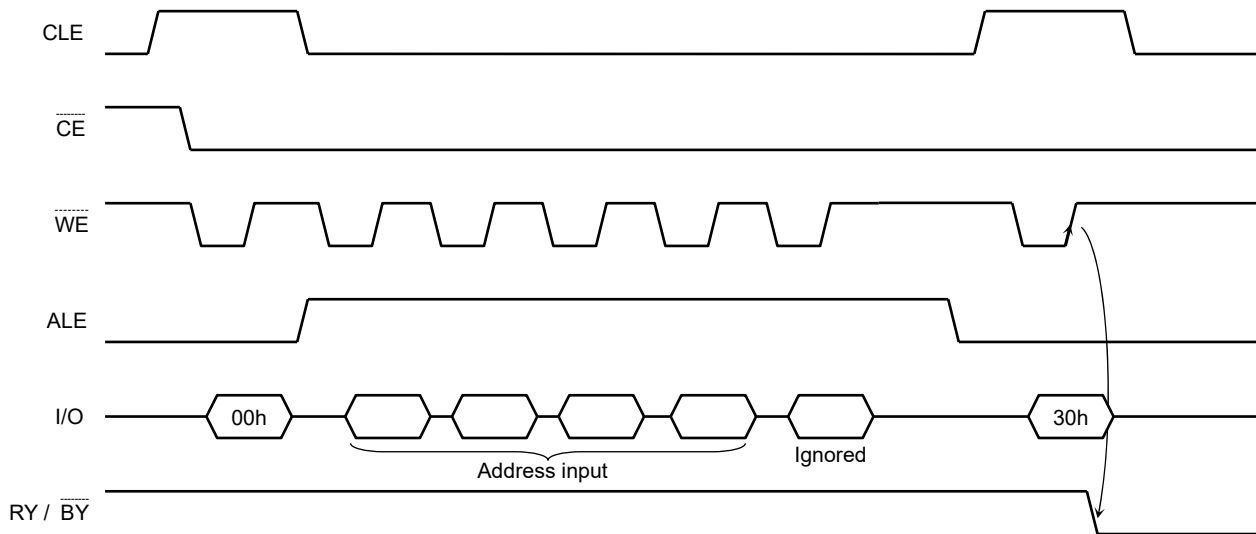 CLE
CE
WE
ALE
I/O
00h
30h
Address input
Ignored
RY / BY